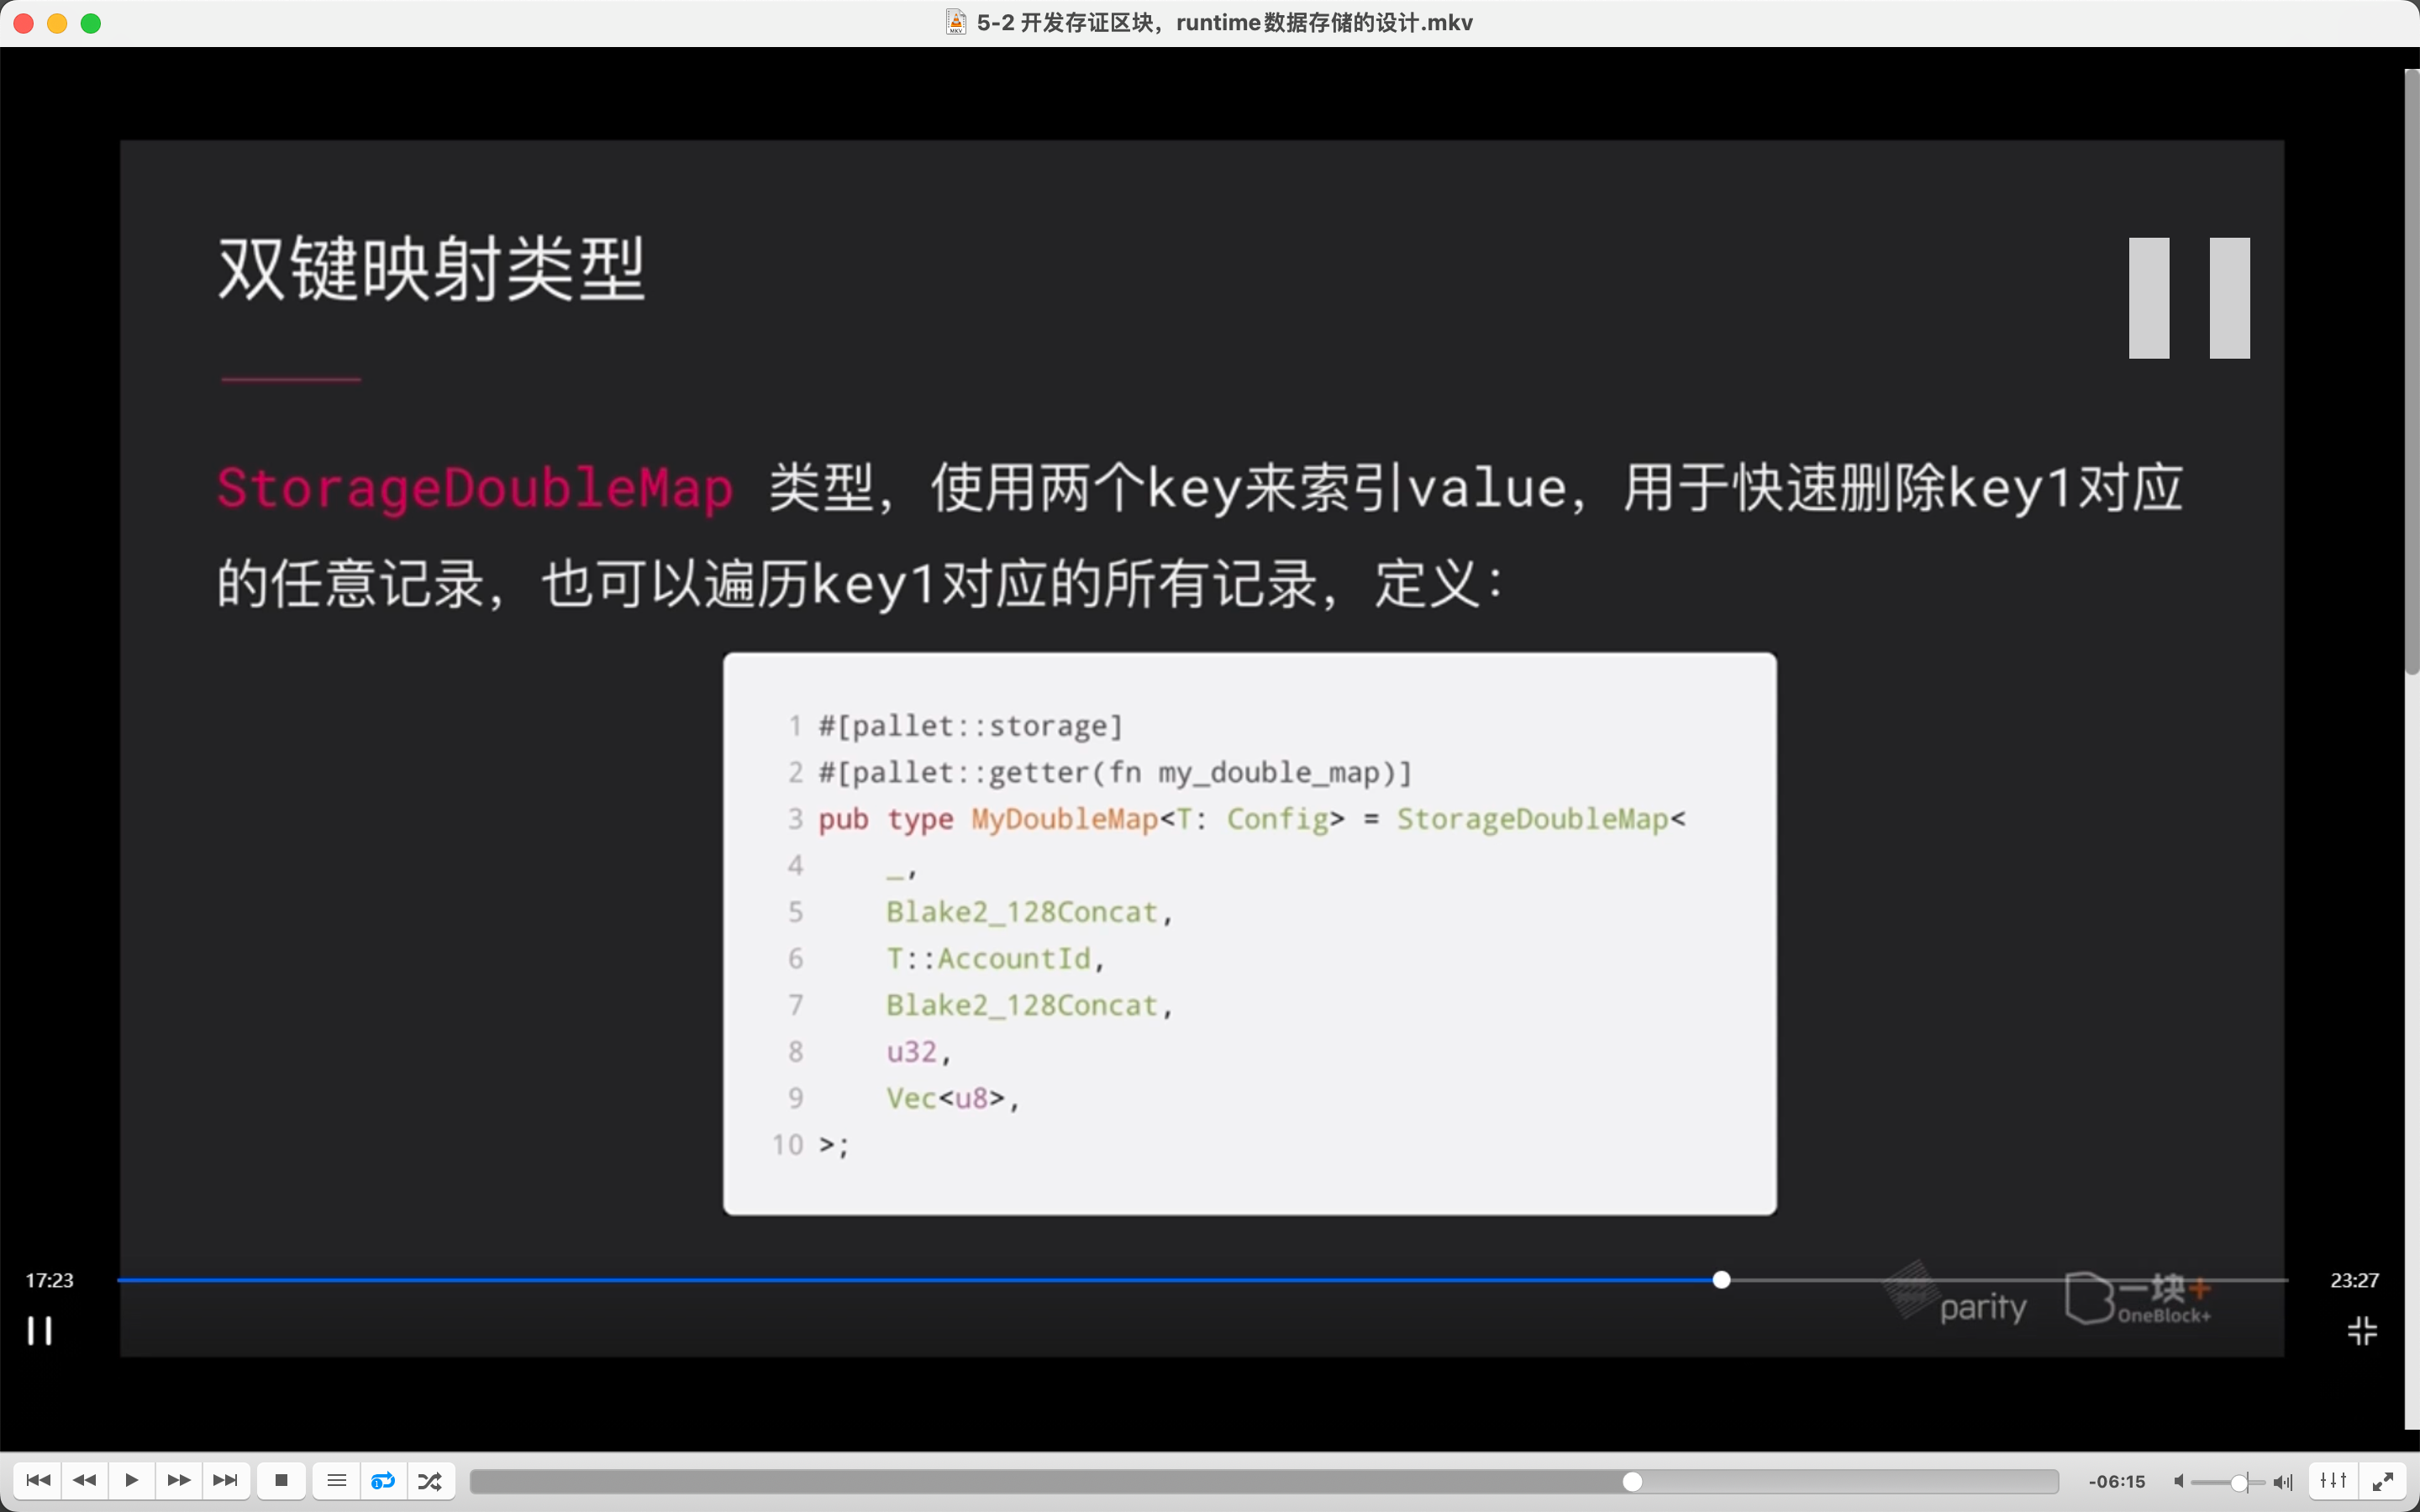 5-2 开发存证区块，runtime数据存储的设计.mkv
双键映射类型
StorageDoubleMap 类型，使用两个key来索引value，用于快速删除key1对应
的任意记录，也可以遍历key1对应的所有记录，定义：
1 #[pallet::storage]
2 #[pallet::getter(fn my_double_map)]
3 pub type MyDoubleMap<T: Config> = StorageDoubleMap<
4     _,
5     Blake2_128Concat,
6     T::AccountId,
7     Blake2_128Concat,
8     u32,
9     Vec<u8>,
10 >;
17:23
23:27
parity
一块+
OneBlock+
-06:15